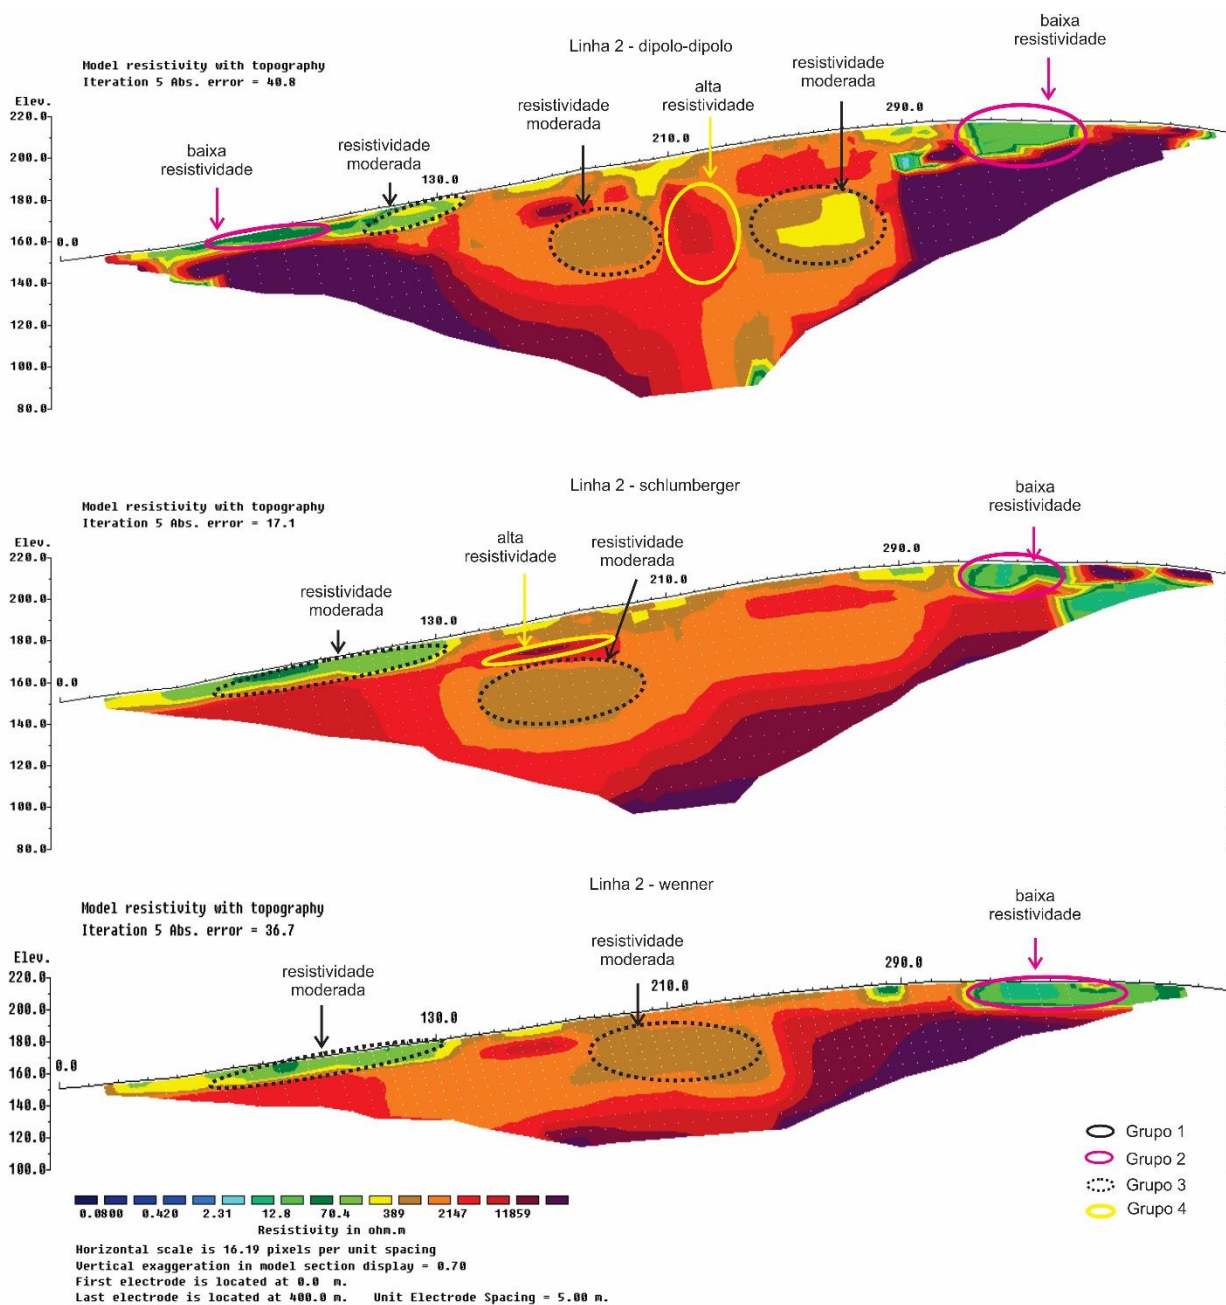 baixa
resistividade
Linha 2 - dipolo-dipolo
Model resistivity with topography
Iteration 5 Abs. error = 40.8
resistividade
moderada
alta
resistividade
resistividade
moderada
resistividade
moderada
baixa
resistividade
Elev.
220.0
200.0
180.0
160.0
140.0
120.0
100.0
80.0
0.0
130.0
210.0
290.0
Linha 2 - schlumberger
baixa
resistividade
Model resistivity with topography
Iteration 5 Abs. error = 17.1
alta
resistividade
resistividade
moderada
resistividade
moderada
Elev.
220.0
200.0
180.0
160.0
140.0
120.0
100.0
80.0
0.0
130.0
210.0
290.0
Linha 2 - wenner
baixa
resistividade
Model resistivity with topography
Iteration 5 Abs. error = 36.7
resistividade
moderada
resistividade
moderada
Elev.
220.0
200.0
180.0
160.0
140.0
120.0
100.0
0.0
130.0
210.0
290.0
Grupo 1
Grupo 2
Grupo 3
Grupo 4
0.0800 0.420 2.31 12.8 70.4 389 2147 11859
Resistivity in ohm.m
Horizontal scale is 16.19 pixels per unit spacing
Vertical exaggeration in model section display = 0.70
First electrode is located at 0.0 m.
Last electrode is located at 400.0 m. Unit Electrode Spacing = 5.00 m.